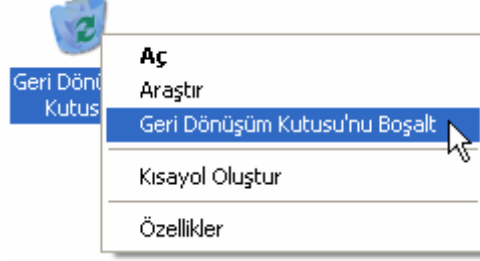 Geri Dönü
Kutus
Aç
Araştır
Geri Dönüşüm Kutusu'nu Boşalt
Kısayol Oluştur
Özellikler